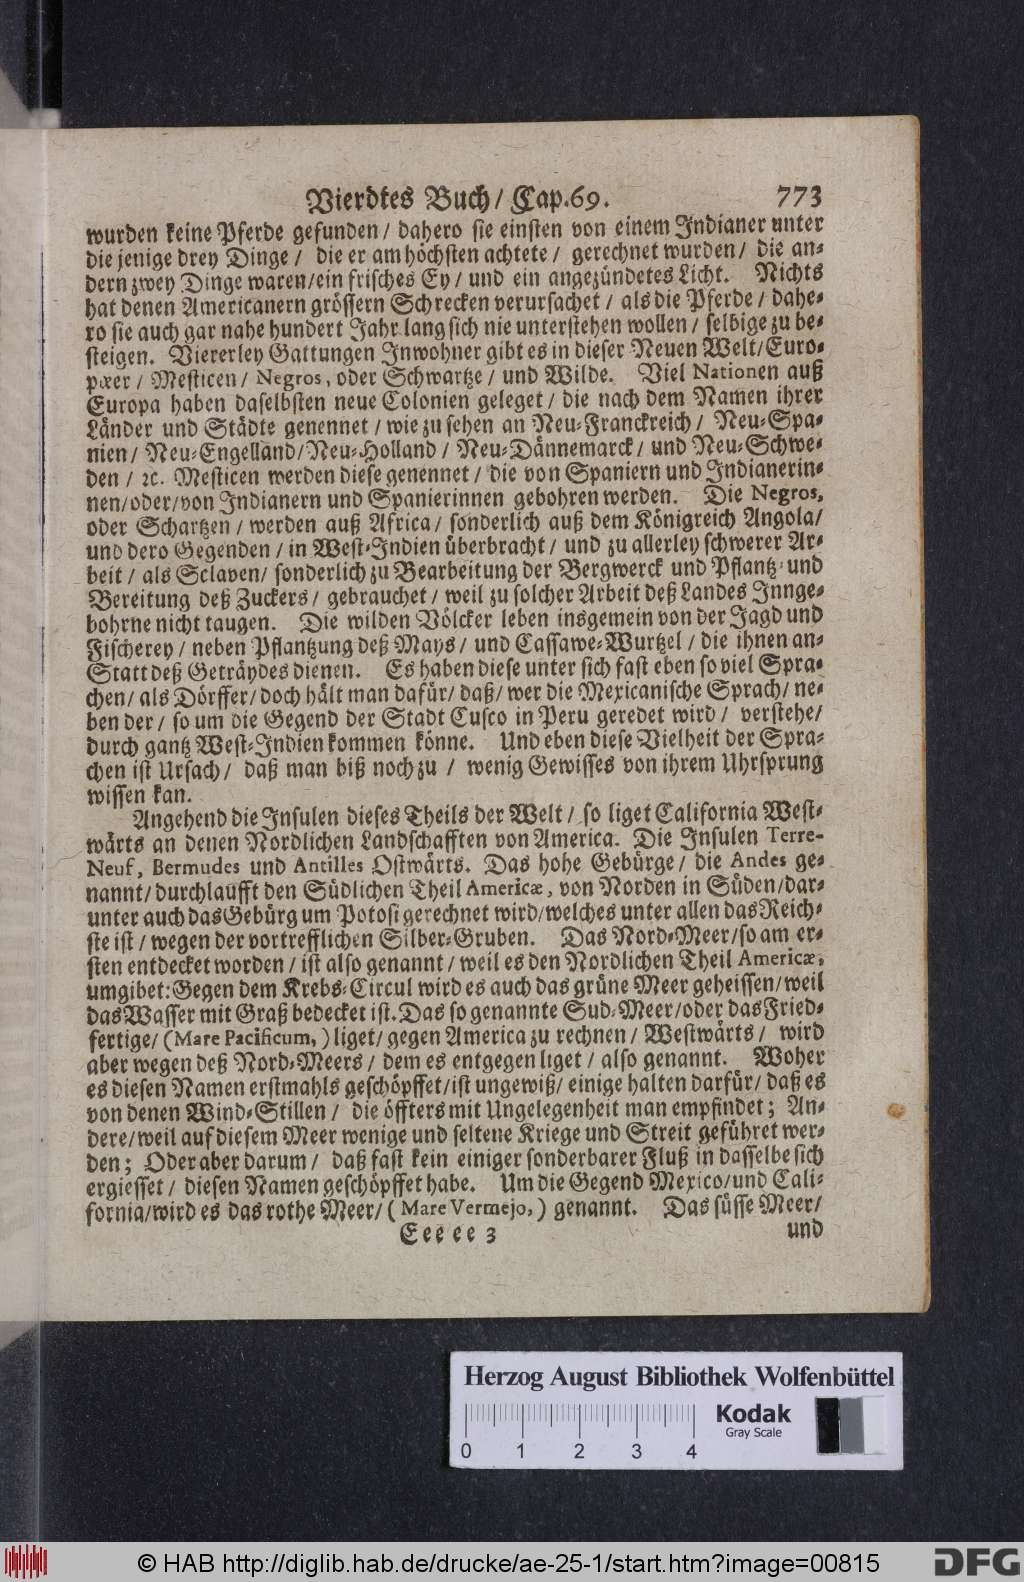 Vierdtes Buch/ Cap.69. 773
wurden keine Pferde gefunden/ dahero sie einsten von einem Indianer unter
die jenige drey Dinge/ die er am höchsten achtete/ gerechnet wurden/ die an-
dern zwey Dinge waren/ein frisches Ey/ und ein angezündetes Licht. Nichts
hat denen Americanern grössern Schrecken verursachet/ als die Pferde/ dahe-
ro sie auch gar nahe hundert Jahr lang sich nie unterstehen wollen/ selbige zu be-
steigen. Viererley Gattungen Inwohner gibt es in dieser Neuen Welt/Euro-
pæer/ Mesticen/ Negros, oder Schwartze/ und Wilde. Viel Nationen auß
Europa haben daselbsten neue Colonien geleget/ die nach dem Namen ihrer
Länder und Städte genennet/ wie zu sehen an Neu-Franckreich/ Neu-Spa-
nien/ Neu-Engelland/Neu-Holland/ Neu-Dännemarck/ und Neu-Schwe-
den/ ꝛc. Mesticen werden diese genennet/ die von Spaniern und Indianerin-
nen/oder/von Indianern und Spanierinnen gebohren werden. Die Negros,
oder Schartzen/ werden auß Africa/ sonderlich auß dem Königreich Angola/
und dero Gegenden/ in West-Indien überbracht/ und zu allerley schwerer Ar-
beit/ als Sclaven/ sonderlich zu Bearbeitung der Bergwerck und Pflantz- und
Bereitung deß Zuckers/ gebrauchet/ weil zu solcher Arbeit deß Landes Innge-
bohrne nicht taugen. Die wilden Völcker leben insgemein von der Jagd und
Fischerey/ neben Pflantzung deß Mays/ und Cassawe-Wurtzel/ die ihnen an-
Statt deß Geträydes dienen. Es haben diese unter sich fast eben so viel Spra-
chen/ als Dörffer/ doch hält man dafür/ daß/ wer die Mexicanische Sprach/ ne-
ben der/ so um die Gegend der Stadt Cusco in Peru geredet wird/ verstehe/
durch gantz West-Indien kommen könne. Und eben diese Vielheit der Spra-
chen ist Ursach/ daß man biß noch zu/ wenig Gewisses von ihrem Uhrsprung
wissen kan.
Angehend die Insulen dieses Theils der Welt/ so liget California West-
wärts an denen Nordlichen Landschafften von America. Die Insulen Terre-
Neuf, Bermudes und Antilles Ostwärts. Das hohe Gebürge/ die Andes ge-
nannt/ durchlaufft den Südlichen Theil Americæ, von Norden in Süden/dar-
unter auch das Gebürg um Potosi gerechnet wird/welches unter allen das Reich-
ste ist/ wegen der vortrefflichen Silber-Gruben. Das Nord-Meer/so am er-
sten entdecket worden/ ist also genannt/ weil es den Nordlichen Theil Americæ,
umgibet: Gegen dem Krebs-Circul wird es auch das grüne Meer geheissen/weil
das Wasser mit Graß bedecket ist. Das so genannte Sud-Meer/oder das Fried-
fertige/ (Mare Pacificum,) liget/ gegen America zu rechnen/ Westwärts/ wird
aber wegen deß Nord-Meers/ dem es entgegen liget/ also genannt. Woher
es diesen Namen erstmahls geschöpffet/ist ungewiß/ einige halten darfür/ daß es
von denen Wind-Stillen/ die öffters mit Ungelegenheit man empfindet; An-
dere/weil auf diesem Meer wenige und seltene Kriege und Streit geführet wer-
den; Oder aber darum/ daß fast kein einiger sonderbarer Fluß in dasselbe sich
ergiesset/ diesen Namen geschöpffet habe. Um die Gegend Mexico/und Cali-
fornia/wird es das rothe Meer/ (Mare Vermejo,) genannt. Das süsse Meer/
Eee ee 3 und
Herzog August Bibliothek Wolfenbüttel
Kodak
Gray Scale
0 1 2 3 4
© HAB http://diglib.hab.de/drucke/ae-25-1/start.htm?image=00815 DFG